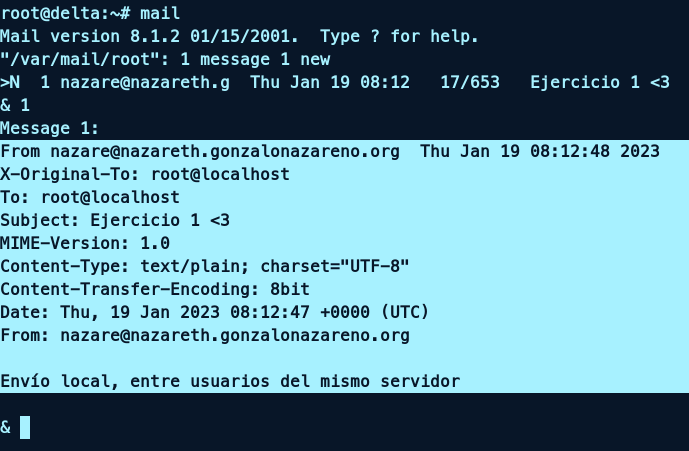 root@delta:~# mail
Mail version 8.1.2 01/15/2001.  Type ? for help.
"/var/mail/root": 1 message 1 new
>N  1 nazare@nazareth.g  Thu Jan 19 08:12   17/653   Ejercicio 1 <3
& 1
Message 1:
From nazare@nazareth.gonzalonazareno.org  Thu Jan 19 08:12:48 2023
X-Original-To: root@localhost
To: root@localhost
Subject: Ejercicio 1 <3
MIME-Version: 1.0
Content-Type: text/plain; charset="UTF-8"
Content-Transfer-Encoding: 8bit
Date: Thu, 19 Jan 2023 08:12:47 +0000 (UTC)
From: nazare@nazareth.gonzalonazareno.org

Envío local, entre usuarios del mismo servidor

&